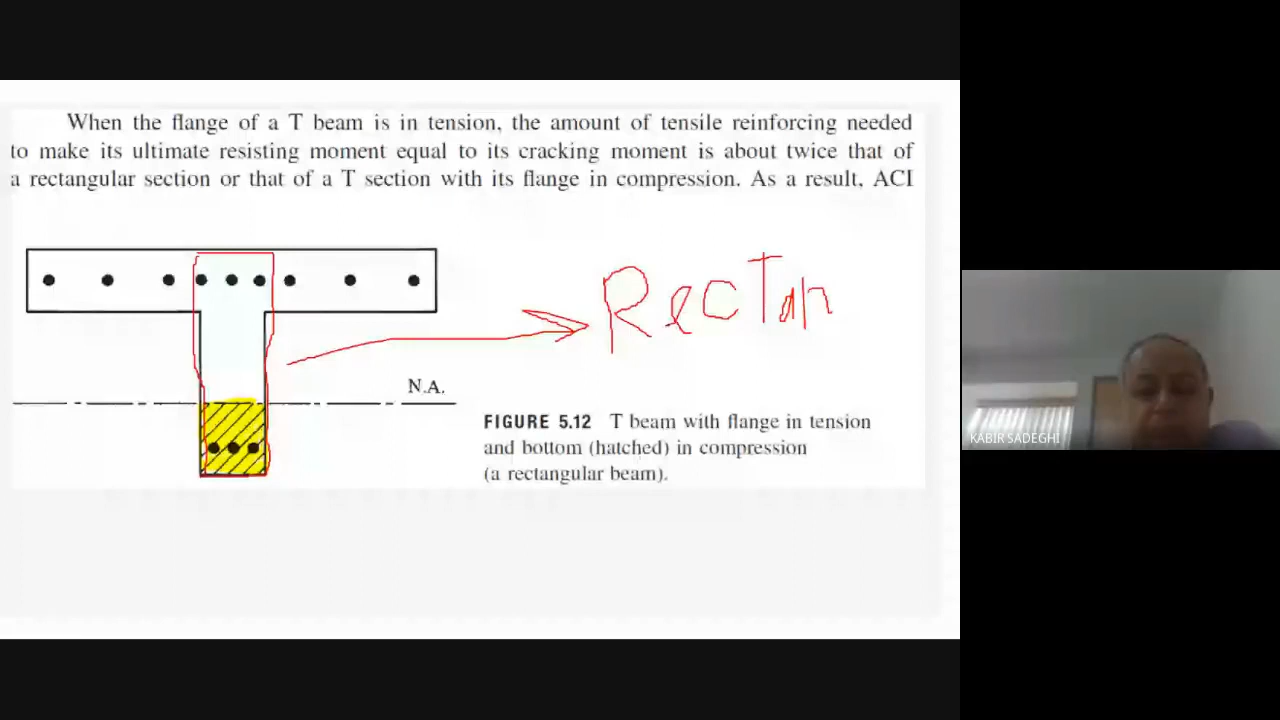 When the flange of a T beam is in tension, the amount of tensile reinforcing needed
to make its ultimate resisting moment equal to its cracking moment is about twice that of
a rectangular section or that of a T section with its flange in compression. As a result, ACI
RecTan
N.A.
FIGURE 5.12 T beam with flange in tension
and bottom (hatched) in compression
(a rectangular beam).
KABIR SADEGHI